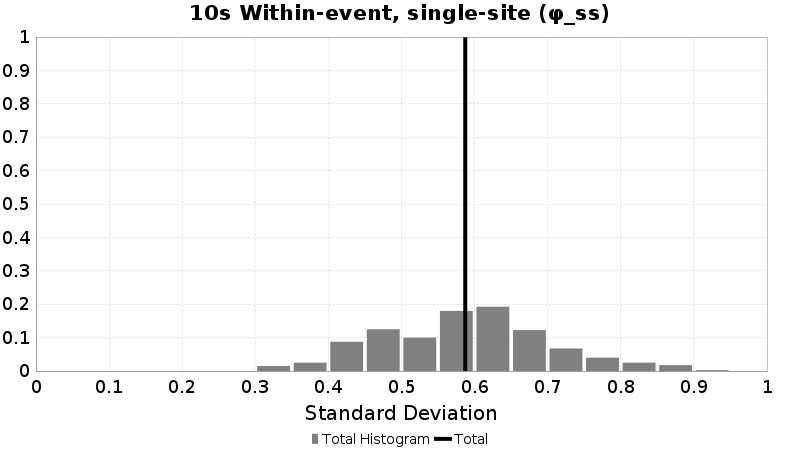 10s Within-event, single-site (φ_ss)
1
0.9
0.8
0.7
0.6
0.5
0.4
0.3
0.2
0.1
0
0 0.1 0.2 0.3 0.4 0.5 0.6 0.7 0.8 0.9 1
Standard Deviation
Total Histogram Total